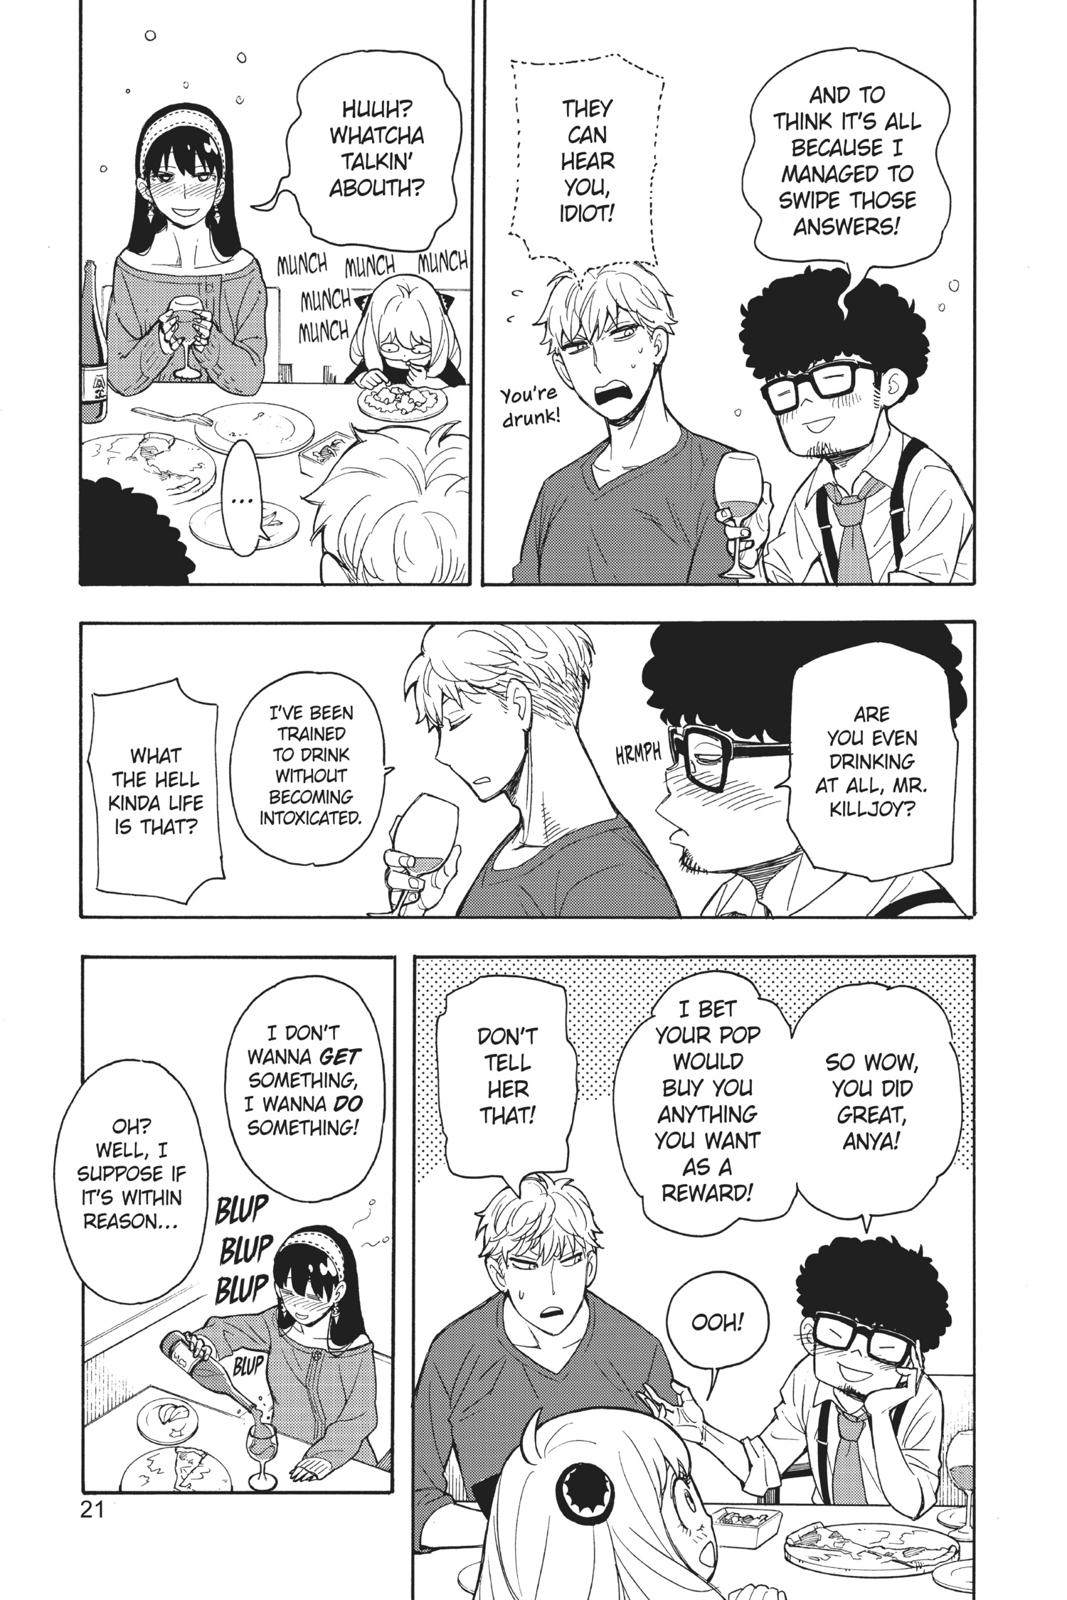 AND TO
THINK IT'S ALL
BECAUSE I
MANAGED TO
SWIPE THOSE
ANSWERS!
THEY
CAN
HEAR
YOU,
IDIOT!
You're
drunk!
HUUH?
WHATCHA
TALKIN'
ABOUTH?
MUNCH MUNCH MUNCH
MUNCH
MUNCH
...
ARE
YOU EVEN
DRINKING
AT ALL, MR.
KILLJOY?
HRMPH
I'VE BEEN
TRAINED
TO DRINK
WITHOUT
BECOMING
INTOXICATED.
WHAT
THE HELL
KINDA LIFE
IS THAT?
SO WOW,
YOU DID
GREAT,
ANYA!
I BET
YOUR POP
WOULD
BUY YOU
ANYTHING
YOU WANT
AS A
REWARD!
DON'T
TELL
HER
THAT!
OOH!
I DON'T
WANNA GET
SOMETHING,
I WANNA DO
SOMETHING!
OH?
WELL, I
SUPPOSE IF
IT'S WITHIN
REASON...
BLUP
BLUP
BLUP
BLUP
21